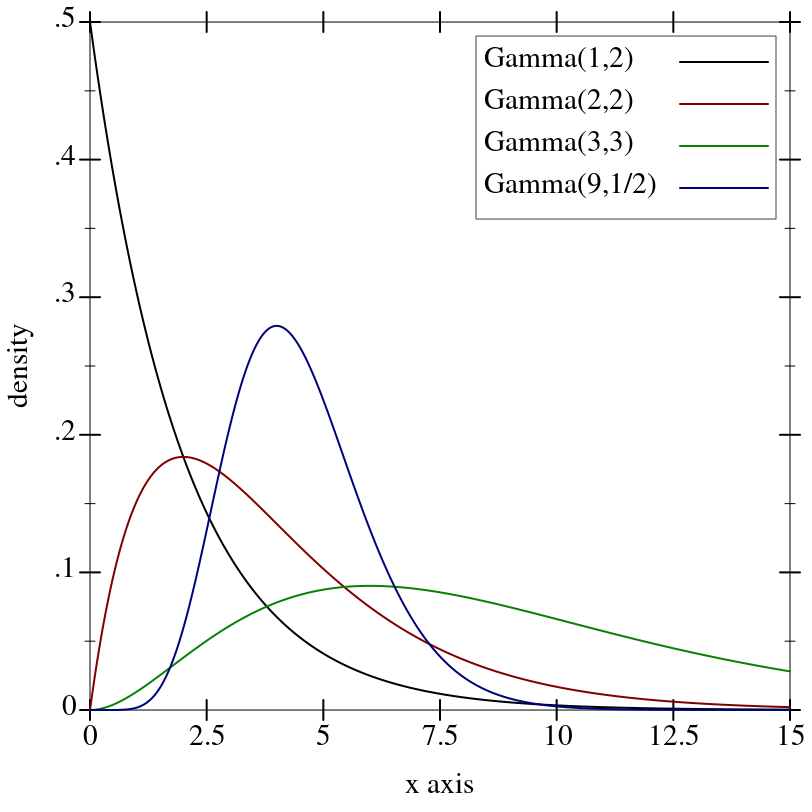 .5
.4
.3
.2
.1
0
density
Gamma(1,2)
Gamma(2,2)
Gamma(3,3)
Gamma(9,1/2)
0 2.5 5 7.5 10 12.5 15
x axis